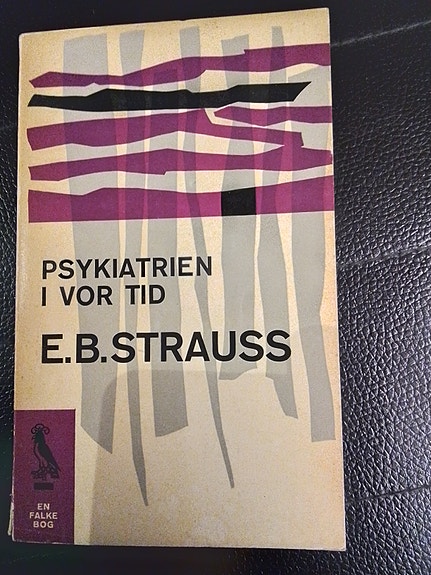 PSYKIATRIEN
I VOR TID
E.B.STRAUSS
EN
FALKE
BOG